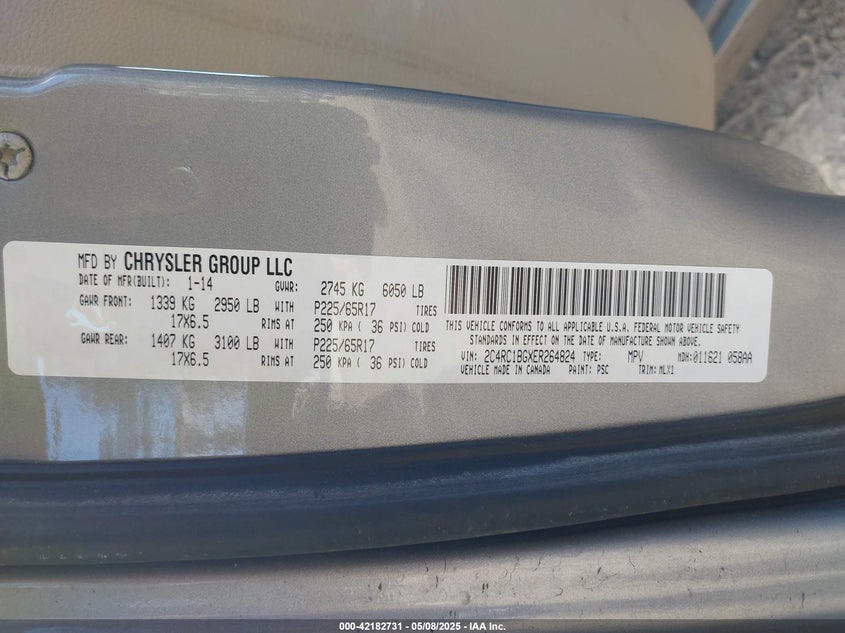 MFD BY CHRYSLER GROUP LLC
DATE OF MFR(BUILT): 1-14 GVWR: 2745 KG 6050 LB
GAWR FRONT: 1339 KG 2950 LB WITH P225/65R17 TIRES
17X6.5 RIMS AT 250 KPA ( 36 PSI) COLD
GAWR REAR: 1407 KG 3100 LB WITH P225/65R17 TIRES
17X6.5 RIMS AT 250 KPA ( 36 PSI) COLD
THIS VEHICLE CONFORMS TO ALL APPLICABLE U.S.A. FEDERAL MOTOR VEHICLE SAFETY
STANDARDS IN EFFECT ON THE DATE OF MANUFACTURE SHOWN ABOVE.
VIN: 2C4RC1BGXER264824 TYPE: MPV MDH: 011621 058AA
VEHICLE MADE IN CANADA PAINT: PSC TRIM: MLX1
000-42182731 - 05/08/2025 - IAA Inc.